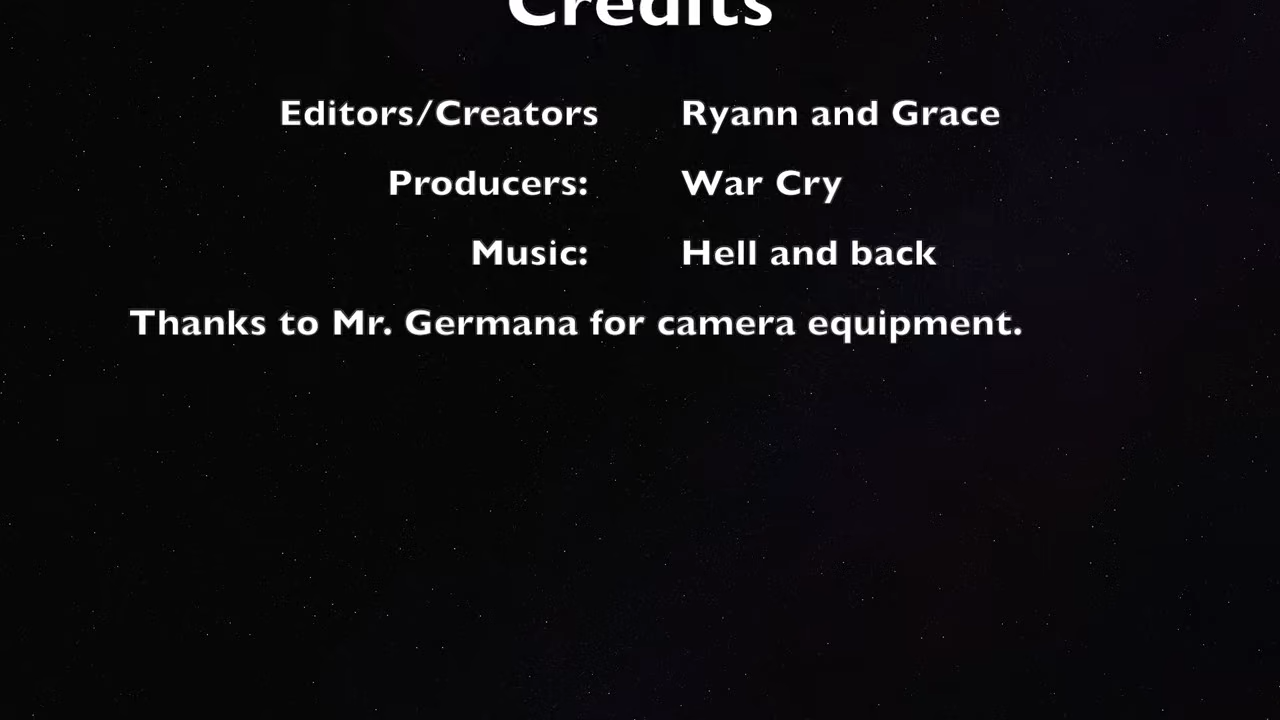 Credits
Editors/Creators Ryann and Grace
Producers: War Cry
Music: Hell and back
Thanks to Mr. Germana for camera equipment.